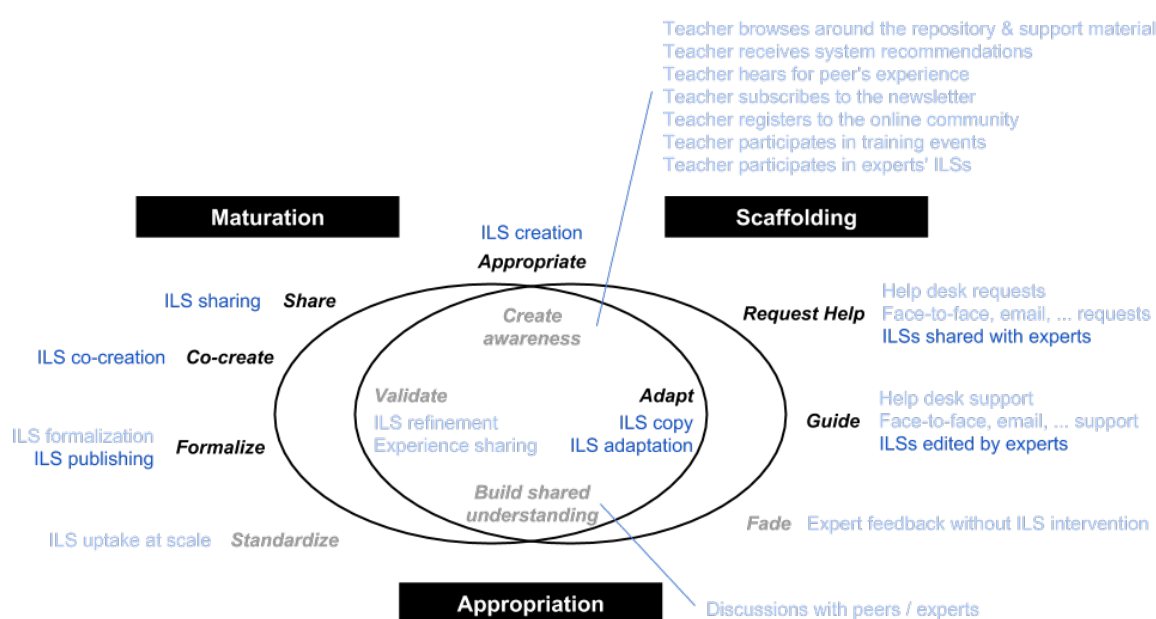 Teacher browses around the repository & support material
Teacher receives system recommendations
Teacher hears for peer's experience
Teacher subscribes to the newsletter
Teacher registers to the online community
Teacher participates in training events
Teacher participates in experts' ILSs
Maturation
Scaffolding
ILS creation
Appropriate
ILS sharing Share
Create
awareness
Request Help
Help desk requests
Face-to-face, email, ... requests
ILSs shared with experts
ILS co-creation Co-create
Validate
ILS refinement
Experience sharing
Adapt
ILS copy
ILS adaptation
Guide
Help desk support
Face-to-face, email, ... support
ILSs edited by experts
ILS formalization
ILS publishing
Formalize
Build shared
understanding
Fade Expert feedback without ILS intervention
ILS uptake at scale Standardize
Appropriation
Discussions with peers / experts